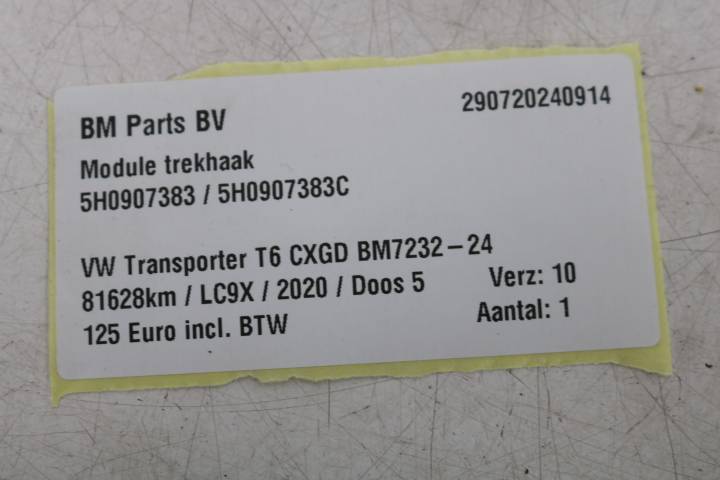 BM Parts BV 290720240914
Module trekhaak
5H0907383 / 5H0907383C
VW Transporter T6 CXGD BM7232-24
81628km / LC9X / 2020 / Doos 5 Verz: 10
125 Euro incl. BTW Aantal: 1